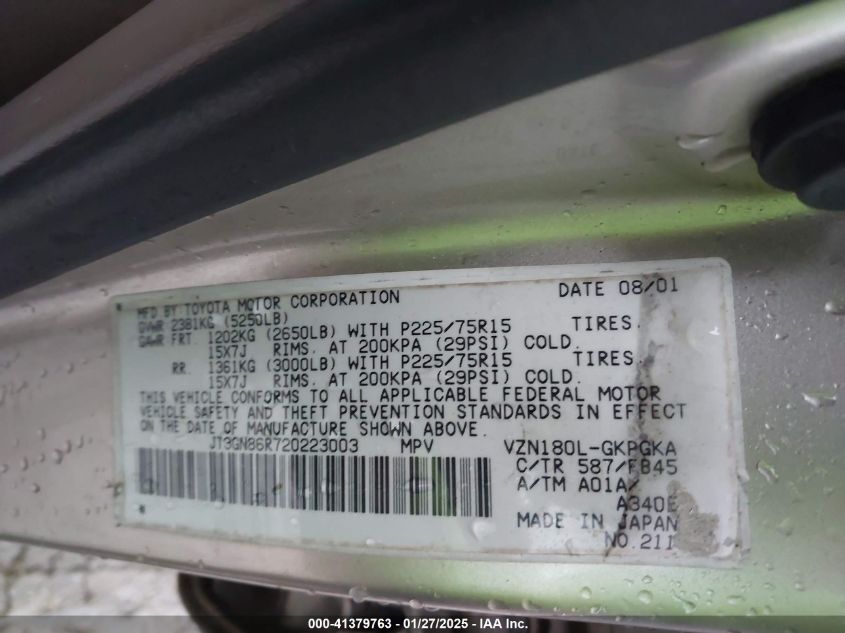 MFD BY TOYOTA MOTOR CORPORATION DATE 08/01
GVWR 2381KG (5250LB)
GAWR FRT. 1202KG (2650LB) WITH P225/75R15 TIRES.
15X7J RIMS. AT 200KPA (29PSI) COLD.
RR. 1361KG (3000LB) WITH P225/75R15 TIRES.
15X7J RIMS. AT 200KPA (29PSI) COLD.
THIS VEHICLE CONFORMS TO ALL APPLICABLE FEDERAL MOTOR
VEHICLE SAFETY AND THEFT PREVENTION STANDARDS IN EFFECT
ON THE DATE OF MANUFACTURE SHOWN ABOVE.
JT3GN86R720223003 MPV VZN180L-GKPGKA
C/TR 587/FB45
A/TM A01A/
A340E
MADE IN JAPAN
NO.211
000-41379763 — 01/27/2025 — IAA Inc.